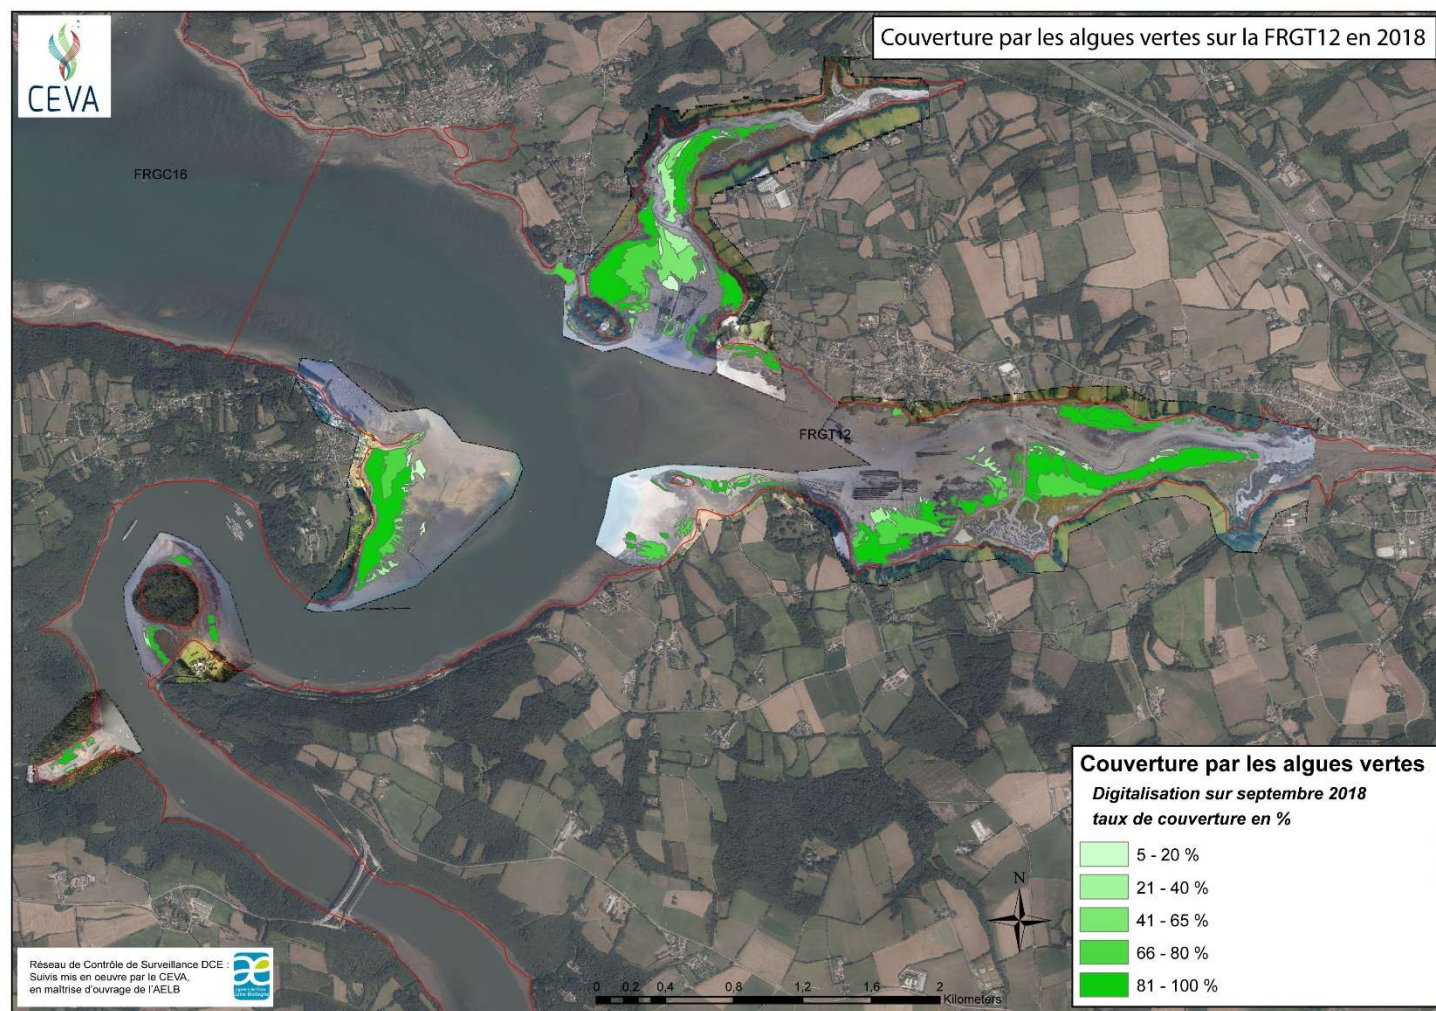 CEVA
Couverture par les algues vertes sur la FRGT12 en 2018
FRGC16
FRGT12
Couverture par les algues vertes
Digitalisation sur septembre 2018
taux de couverture en %
5 - 20 %
21 - 40 %
41 - 65 %
66 - 80 %
81 - 100 %
N
Réseau de Contrôle de Surveillance DCE :
Suivis mis en oeuvre par le CEVA,
en maîtrise d'ouvrage de l'AELB
0 0,2 0,4 0,8 1,2 1,6 2
Kilometers